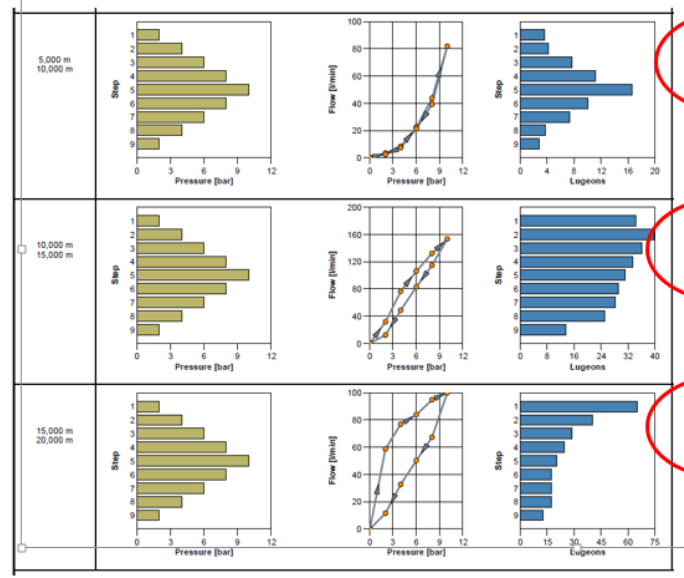 5,000 m
10,000 m
Step
1
2
3
4
5
6
7
8
9
0 3 6 9 12
Pressure [bar]
Flow [l/min]
100
80
60
40
20
0
0 3 6 9 12
Pressure [bar]
Step
1
2
3
4
5
6
7
8
9
0 4 8 12 16 20
Lugeons
10,000 m
15,000 m
Step
1
2
3
4
5
6
7
8
9
0 3 6 9 12
Pressure [bar]
Flow [l/min]
200
160
120
80
40
0
0 3 6 9 12
Pressure [bar]
Step
1
2
3
4
5
6
7
8
9
0 8 16 24 32 40
Lugeons
15,000 m
20,000 m
Step
1
2
3
4
5
6
7
8
9
0 3 6 9 12
Pressure [bar]
Flow [l/min]
100
80
60
40
20
0
0 3 6 9 12
Pressure [bar]
Step
1
2
3
4
5
6
7
8
9
0 15 30 45 60 75
Lugeons